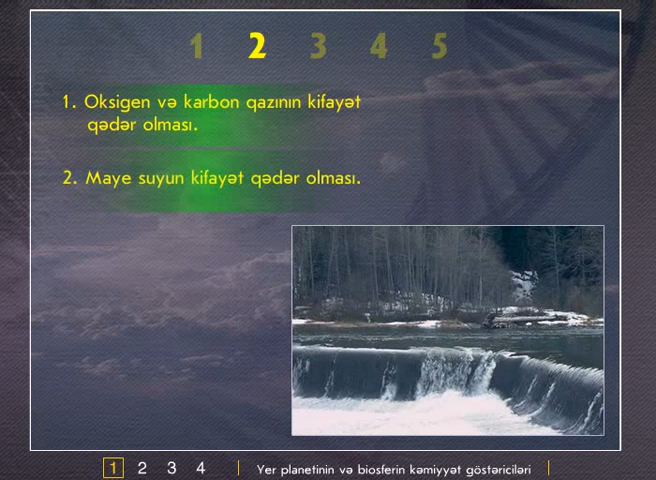 1 2 3 4 5
1. Oksigen və karbon qazının kifayət
qədər olması.
2. Maye suyun kifayət qədər olması.
1 2 3 4 | Yer planetinin və biosferin kəmiyyət göstəriciləri |